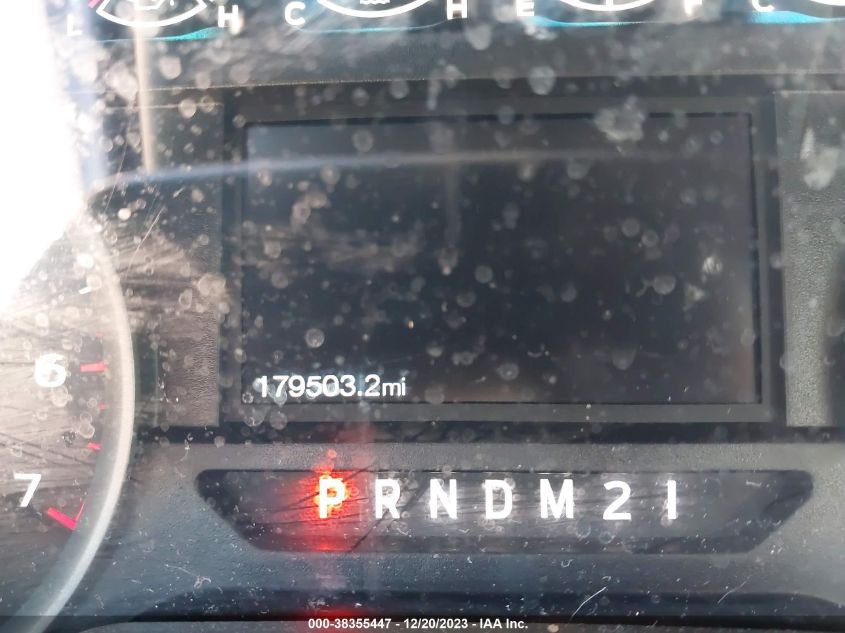 L H C H E F C
179503.2mi
6
7
P R N D M 2 1
000-38355447 - 12/20/2023 - IAA Inc.